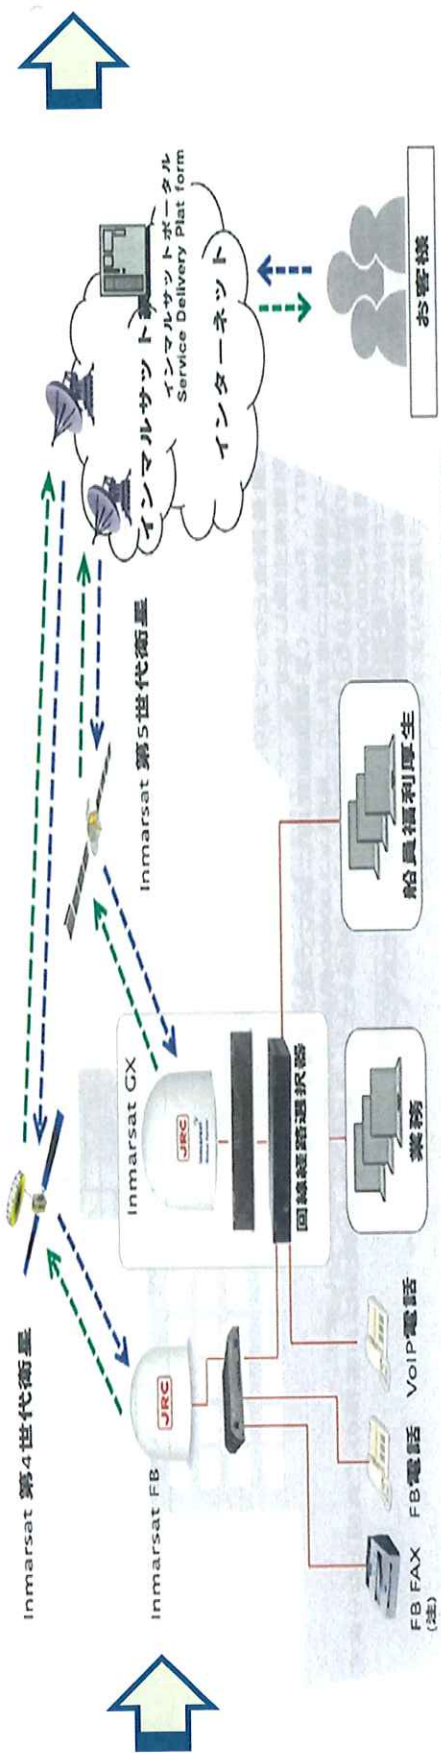 Inmarsat 第4世代衛星
Inmarsat 第5世代衛星
インマルサット網
インマルサットポータル
Service Delivery Plat form
インターネット
お客様
Inmarsat FB
JRC
Inmarsat GX
JRC
回線経路選択器
FB FAX
(注)
FB電話
VoIP電話
業務
船員福利厚生